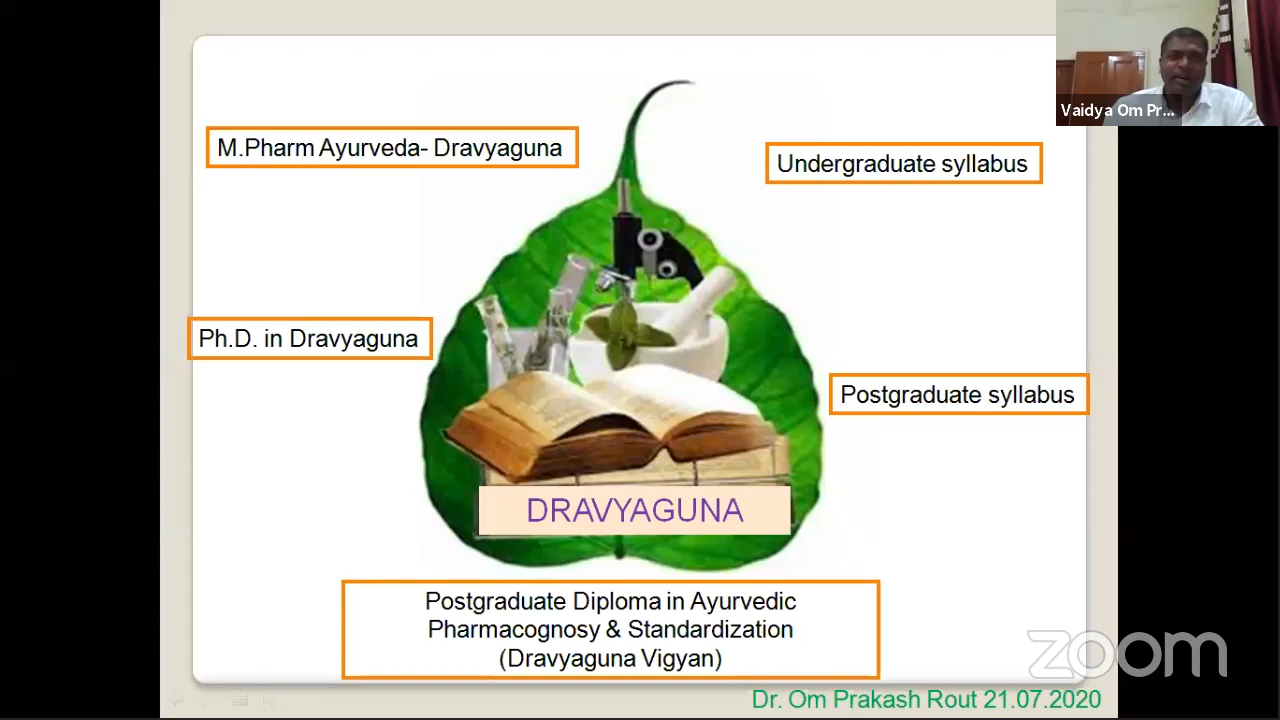 Vaidya Om Pr...
M.Pharm Ayurveda- Dravyaguna
Undergraduate syllabus
Ph.D. in Dravyaguna
Postgraduate syllabus
DRAVYAGUNA
Postgraduate Diploma in Ayurvedic
Pharmacognosy & Standardization
(Dravyaguna Vigyan)
zoom
Dr. Om Prakash Rout 21.07.2020